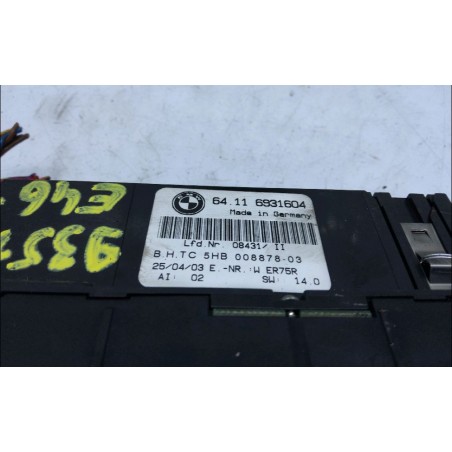 BMW
64.11 6931604
Made in Germany
Lfd.Nr. 08431/ II
B.H.TC 5HB 008878-03
25/04/03 E.-NR.:W ER75R
AI: 02 SW: 14.0
E46